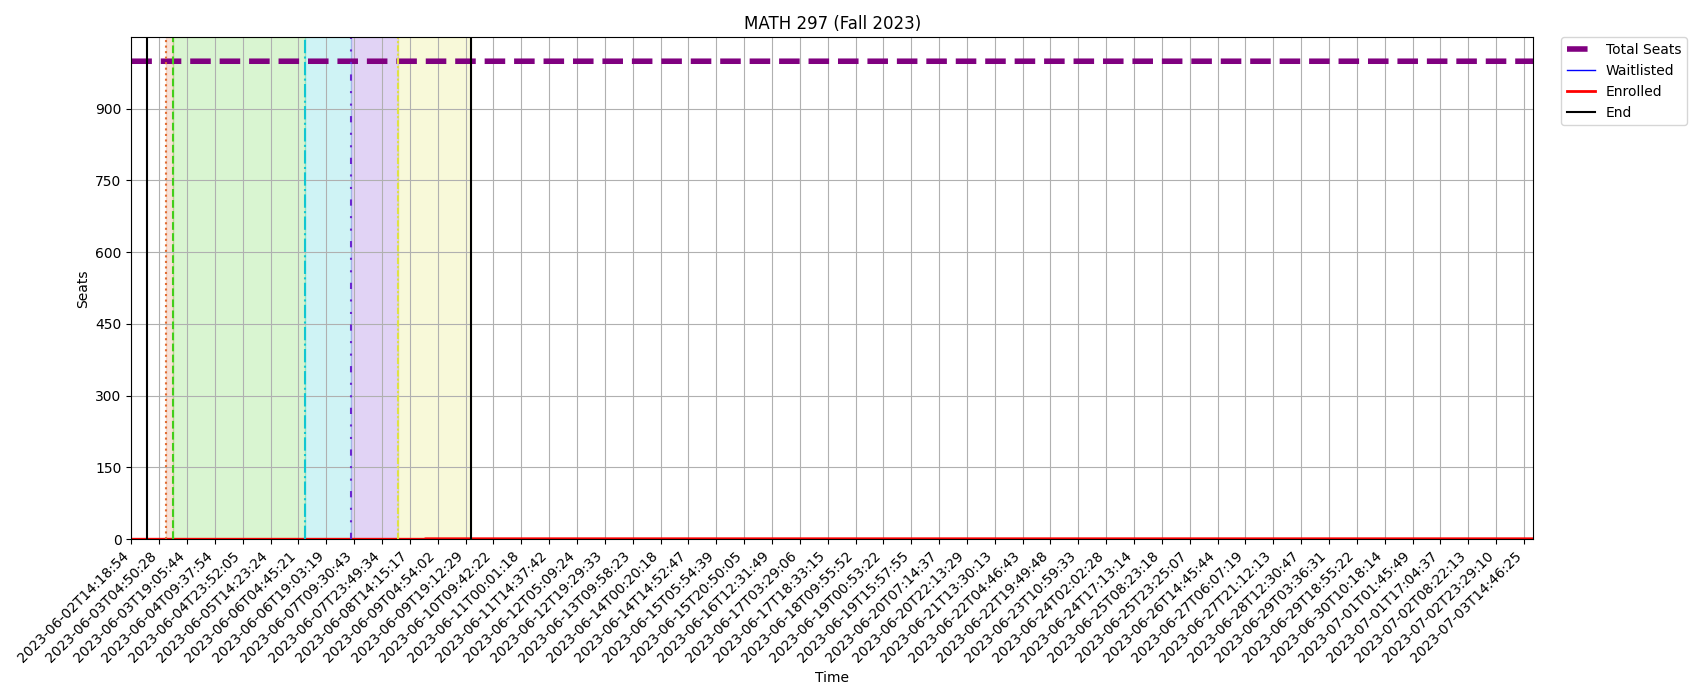 MATH 297 (Fall 2023)
Total Seats
Waitlisted
Enrolled
End
Seats
900
750
600
450
300
150
0
2023-06-02T14:18:54
2023-06-03T04:50:28
2023-06-03T19:05:44
2023-06-04T09:37:54
2023-06-04T23:52:05
2023-06-05T14:23:24
2023-06-06T04:45:21
2023-06-06T19:03:19
2023-06-07T09:30:43
2023-06-07T23:49:34
2023-06-08T14:15:17
2023-06-09T04:54:02
2023-06-09T19:12:29
2023-06-10T09:42:22
2023-06-11T00:01:18
2023-06-11T14:37:42
2023-06-12T05:09:24
2023-06-12T19:29:33
2023-06-13T09:58:23
2023-06-14T00:20:18
2023-06-14T14:52:47
2023-06-15T05:54:39
2023-06-15T20:50:05
2023-06-16T12:31:49
2023-06-17T03:29:06
2023-06-17T18:33:15
2023-06-18T09:55:52
2023-06-19T00:53:22
2023-06-19T15:57:55
2023-06-20T07:14:37
2023-06-20T22:13:29
2023-06-21T13:30:13
2023-06-22T04:46:43
2023-06-22T19:49:48
2023-06-23T10:59:33
2023-06-24T02:02:28
2023-06-24T17:13:14
2023-06-25T08:23:18
2023-06-25T23:25:07
2023-06-26T14:45:44
2023-06-27T06:07:19
2023-06-27T21:12:13
2023-06-28T12:30:47
2023-06-29T03:36:31
2023-06-29T18:55:22
2023-06-30T10:18:14
2023-07-01T01:45:49
2023-07-01T17:04:37
2023-07-02T08:22:13
2023-07-02T23:29:10
2023-07-03T14:46:25
Time